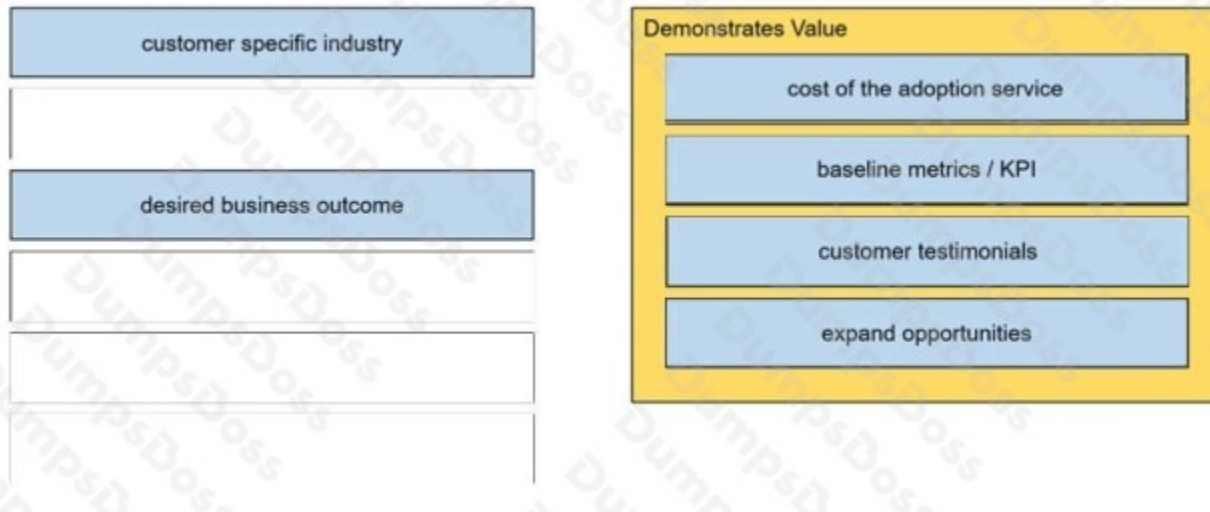 customer specific industry
desired business outcome
Demonstrates Value
cost of the adoption service
baseline metrics / KPI
customer testimonials
expand opportunities
DumpsDoss